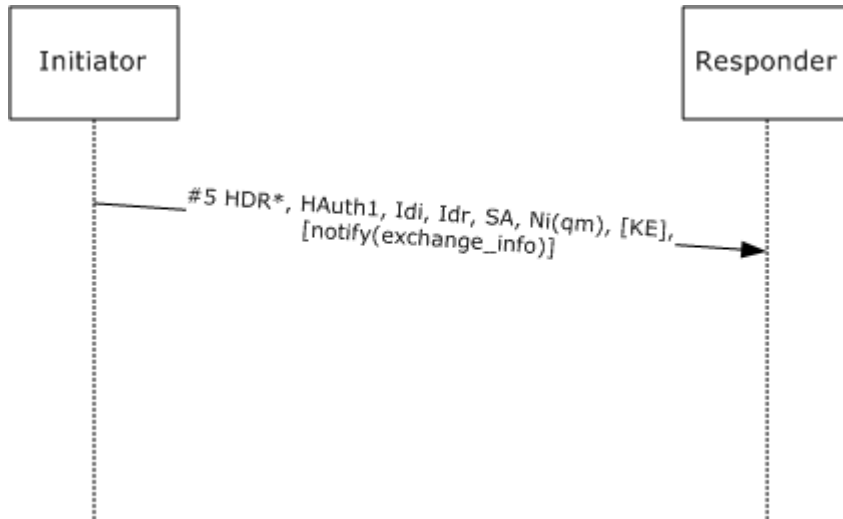 Initiator
Responder
#5 HDR*, HAuth1, Idi, Idr, SA, Ni(qm), [KE],
[notify(exchange_info)]